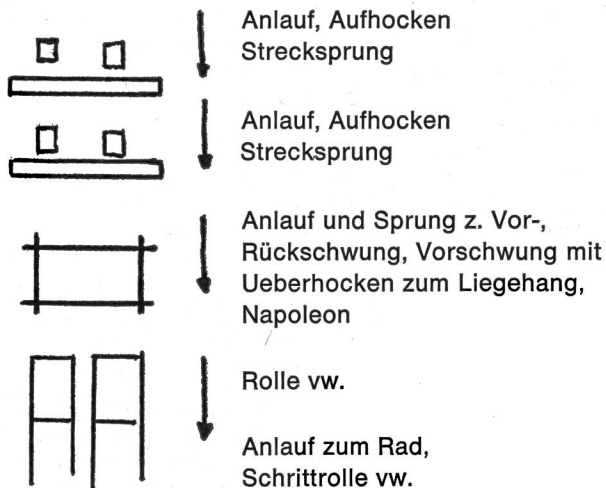 Anlauf, Aufhocken
Strecksprung
Anlauf, Aufhocken
Strecksprung
Anlauf und Sprung z. Vor-,
Rückschwung, Vorschwung mit
Ueberhocken zum Liegehang,
Napoleon
Rolle vw.
Anlauf zum Rad,
Schrittrolle vw.